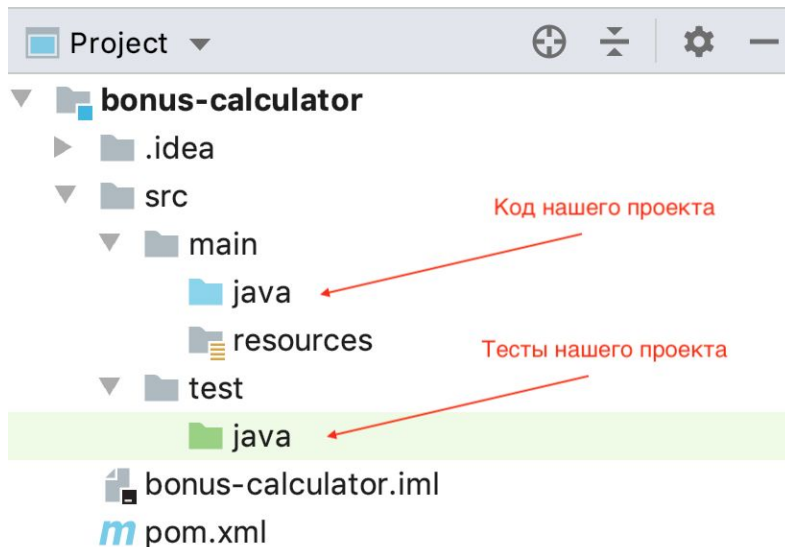 Project
bonus-calculator
.idea
src
Код нашего проекта
main
java
resources
Тесты нашего проекта
test
java
bonus-calculator.iml
m pom.xml